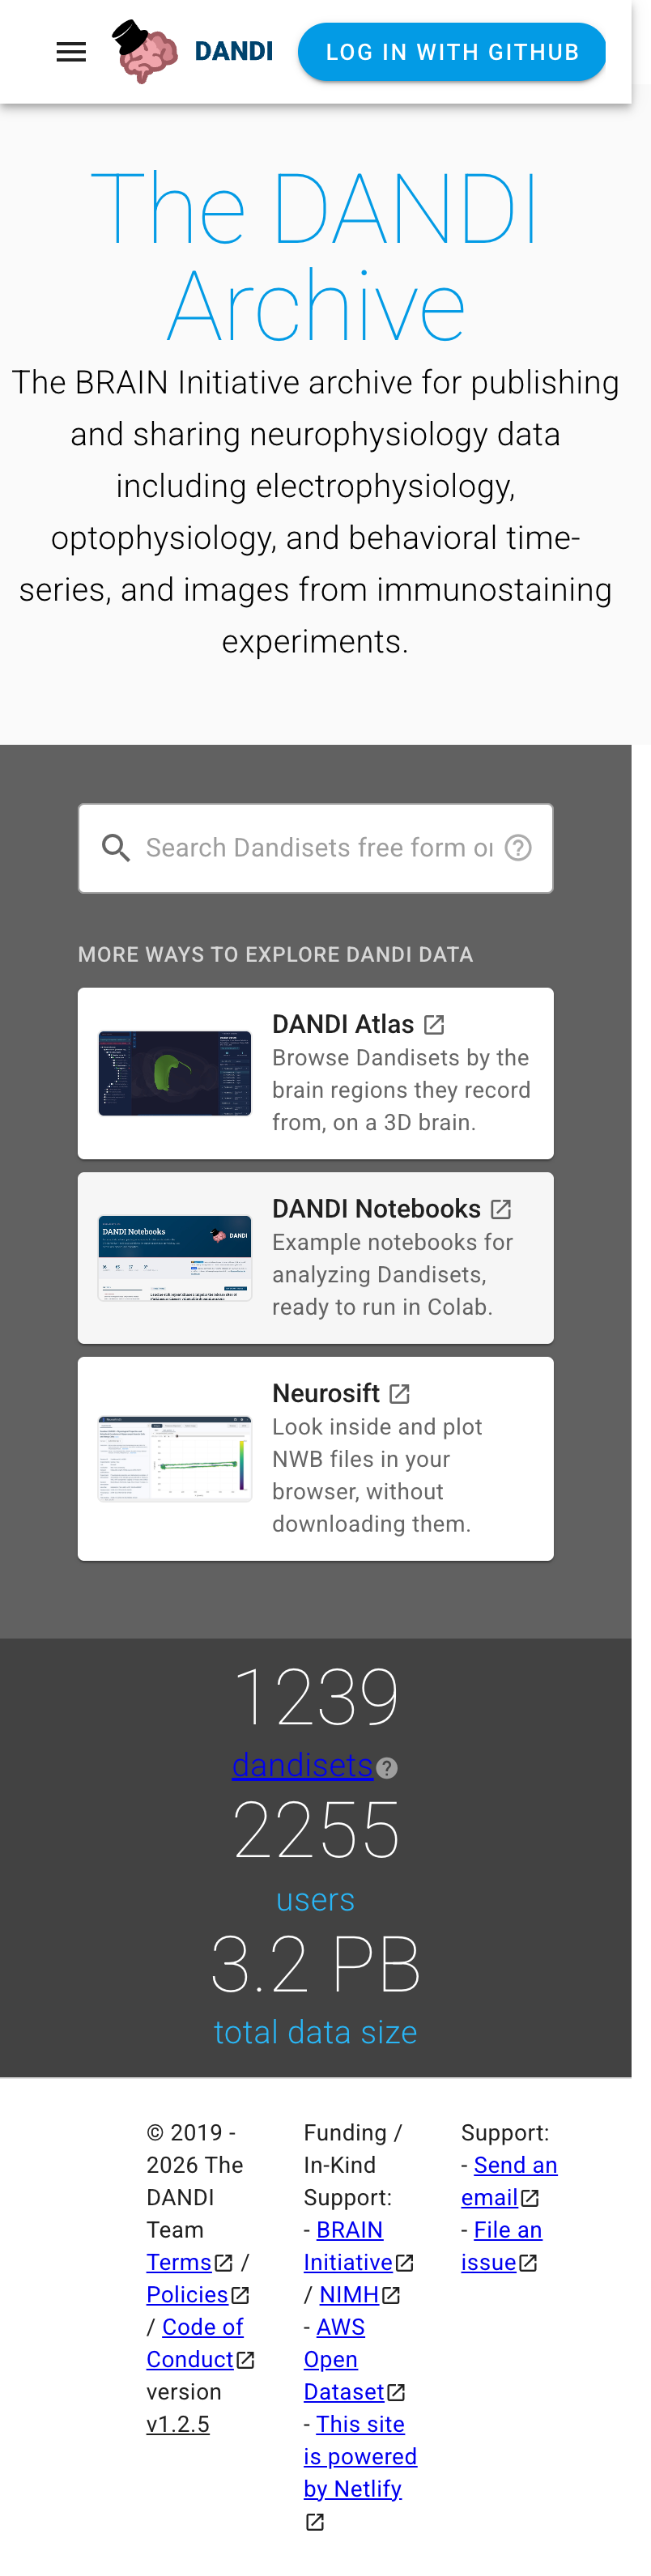 DANDI
LOG IN WITH GITHUB
The DANDI
Archive
The BRAIN Initiative archive for publishing
and sharing neurophysiology data
including electrophysiology,
optophysiology, and behavioral time-
series, and images from immunostaining
experiments.
Search Dandisets free form or
MORE WAYS TO EXPLORE DANDI DATA
DANDI Atlas
Browse Dandisets by the
brain regions they record
from, on a 3D brain.
DANDI Notebooks
DANDI
DANDI Notebooks
Example notebooks for
analyzing Dandisets,
ready to run in Colab.
Neurosift
Look inside and plot
NWB files in your
browser, without
downloading them.
1239
dandisets
2255
users
3.2 PB
total data size
© 2019 -
2026 The
DANDI
Team
Terms /
Policies
/ Code of
Conduct
version
v1.2.5
Funding /
In-Kind
Support:
- BRAIN
Initiative
/ NIMH
- AWS
Open
Dataset
- This site
is powered
by Netlify
Support:
- Send an
email
- File an
issue